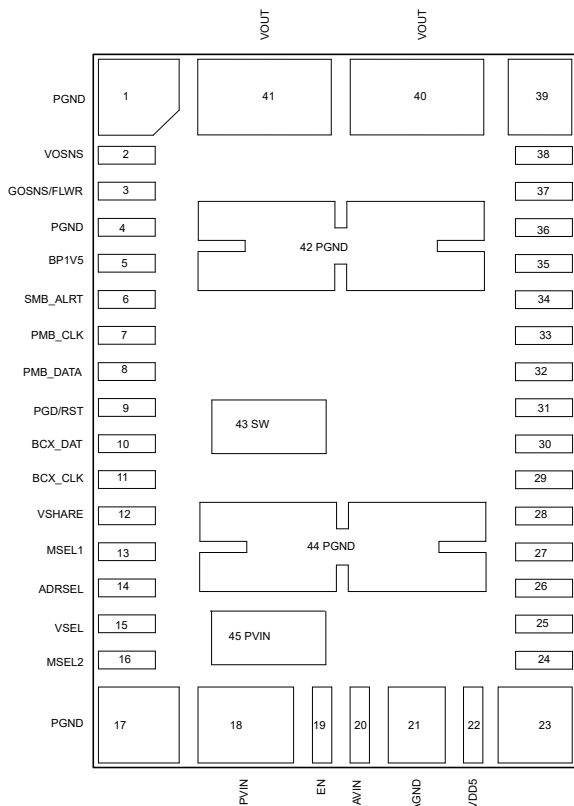 VOUT VOUT
PGND 1 41 40 39
VOSNS 2 38
GOSNS/FLWR 3 37
PGND 4 42 PGND 36
BP1V5 5 35
SMB_ALRT 6 34
PMB_CLK 7 33
PMB_DATA 8 32
PGD/RST 9 31
43 SW
BCX_DAT 10 30
BCX_CLK 11 29
VSHARE 12 28
MSEL1 13 44 PGND 27
ADRSEL 14 26
VSEL 15 25
45 PVIN
MSEL2 16 24
PGND 17 18 19 20 21 22 23
PVIN EN AVIN AGND VDD5